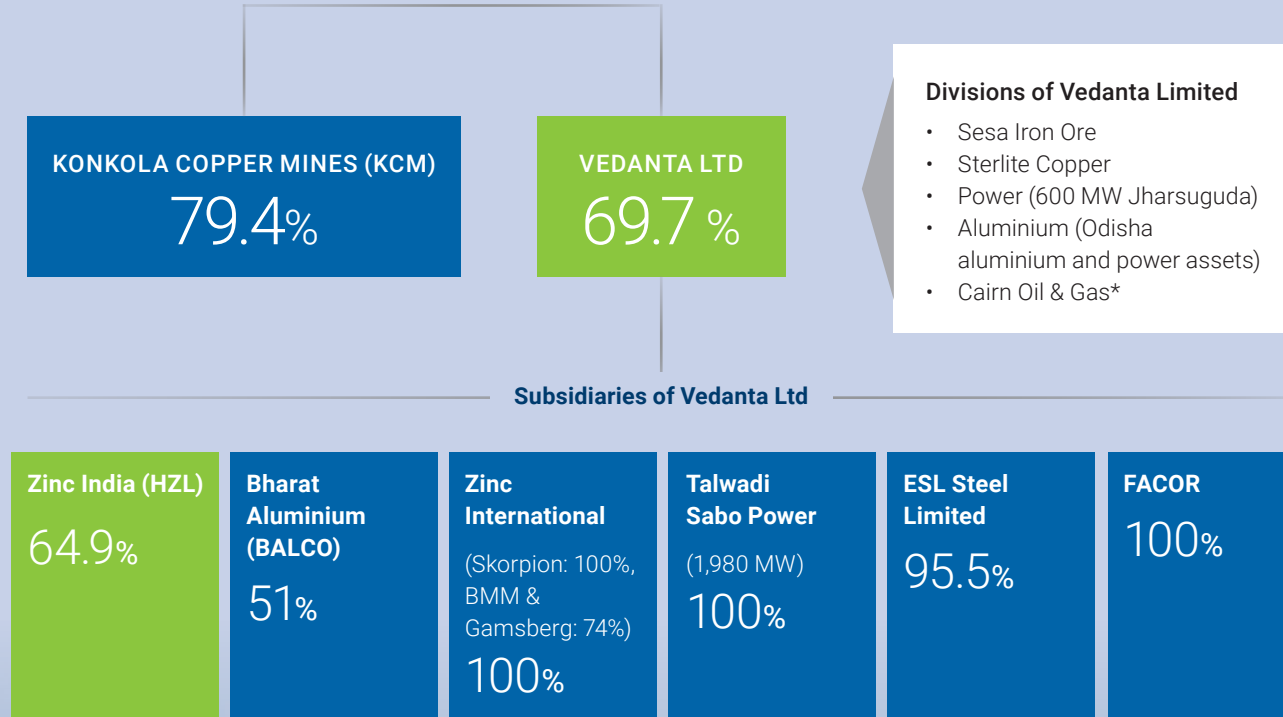 KONKOLA COPPER MINES (KCM)
79.4%
VEDANTA LTD
69.7 %
Divisions of Vedanta Limited
• Sesa Iron Ore
• Sterlite Copper
• Power (600 MW Jharsuguda)
• Aluminium (Odisha
aluminium and power assets)
• Cairn Oil & Gas*
Subsidiaries of Vedanta Ltd
Zinc India (HZL)
64.9%
Bharat
Aluminium
(BALCO)
51%
Zinc
International
(Skorpion: 100%,
BMM &
Gamsberg: 74%)
100%
Talwadi
Sabo Power
(1,980 MW)
100%
ESL Steel
Limited
95.5%
FACOR
100%